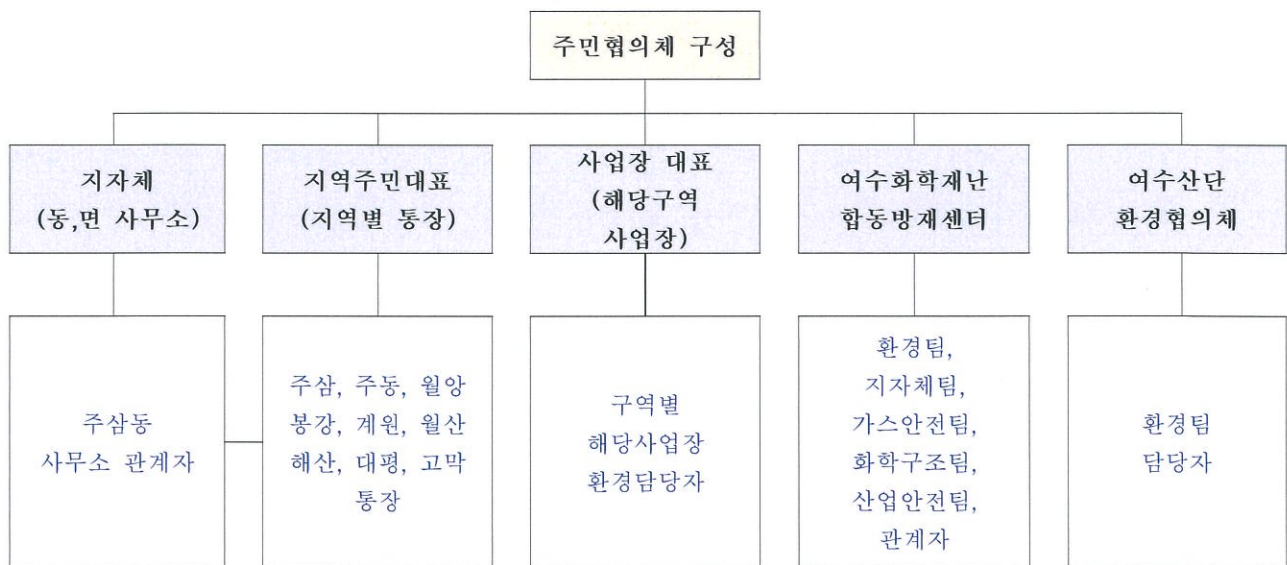 주민협의체 구성
지자체
(동,면 사무소)
지역주민대표
(지역별 통장)
사업장 대표
(해당구역
사업장)
여수화학재난
합동방재센터
여수산단
환경협의체
주삼동
사무소 관계자
주삼, 주동, 월앙
봉강, 계원, 월산
해산, 대평, 고막
통장
구역별
해당사업장
환경담당자
환경팀,
지자체팀,
가스안전팀,
화학구조팀,
산업안전팀,
관계자
환경팀
담당자